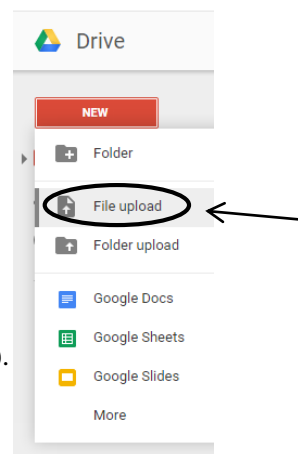 Drive
NEW
Folder
File upload
Folder upload
Google Docs
).
Google Sheets
Google Slides
More